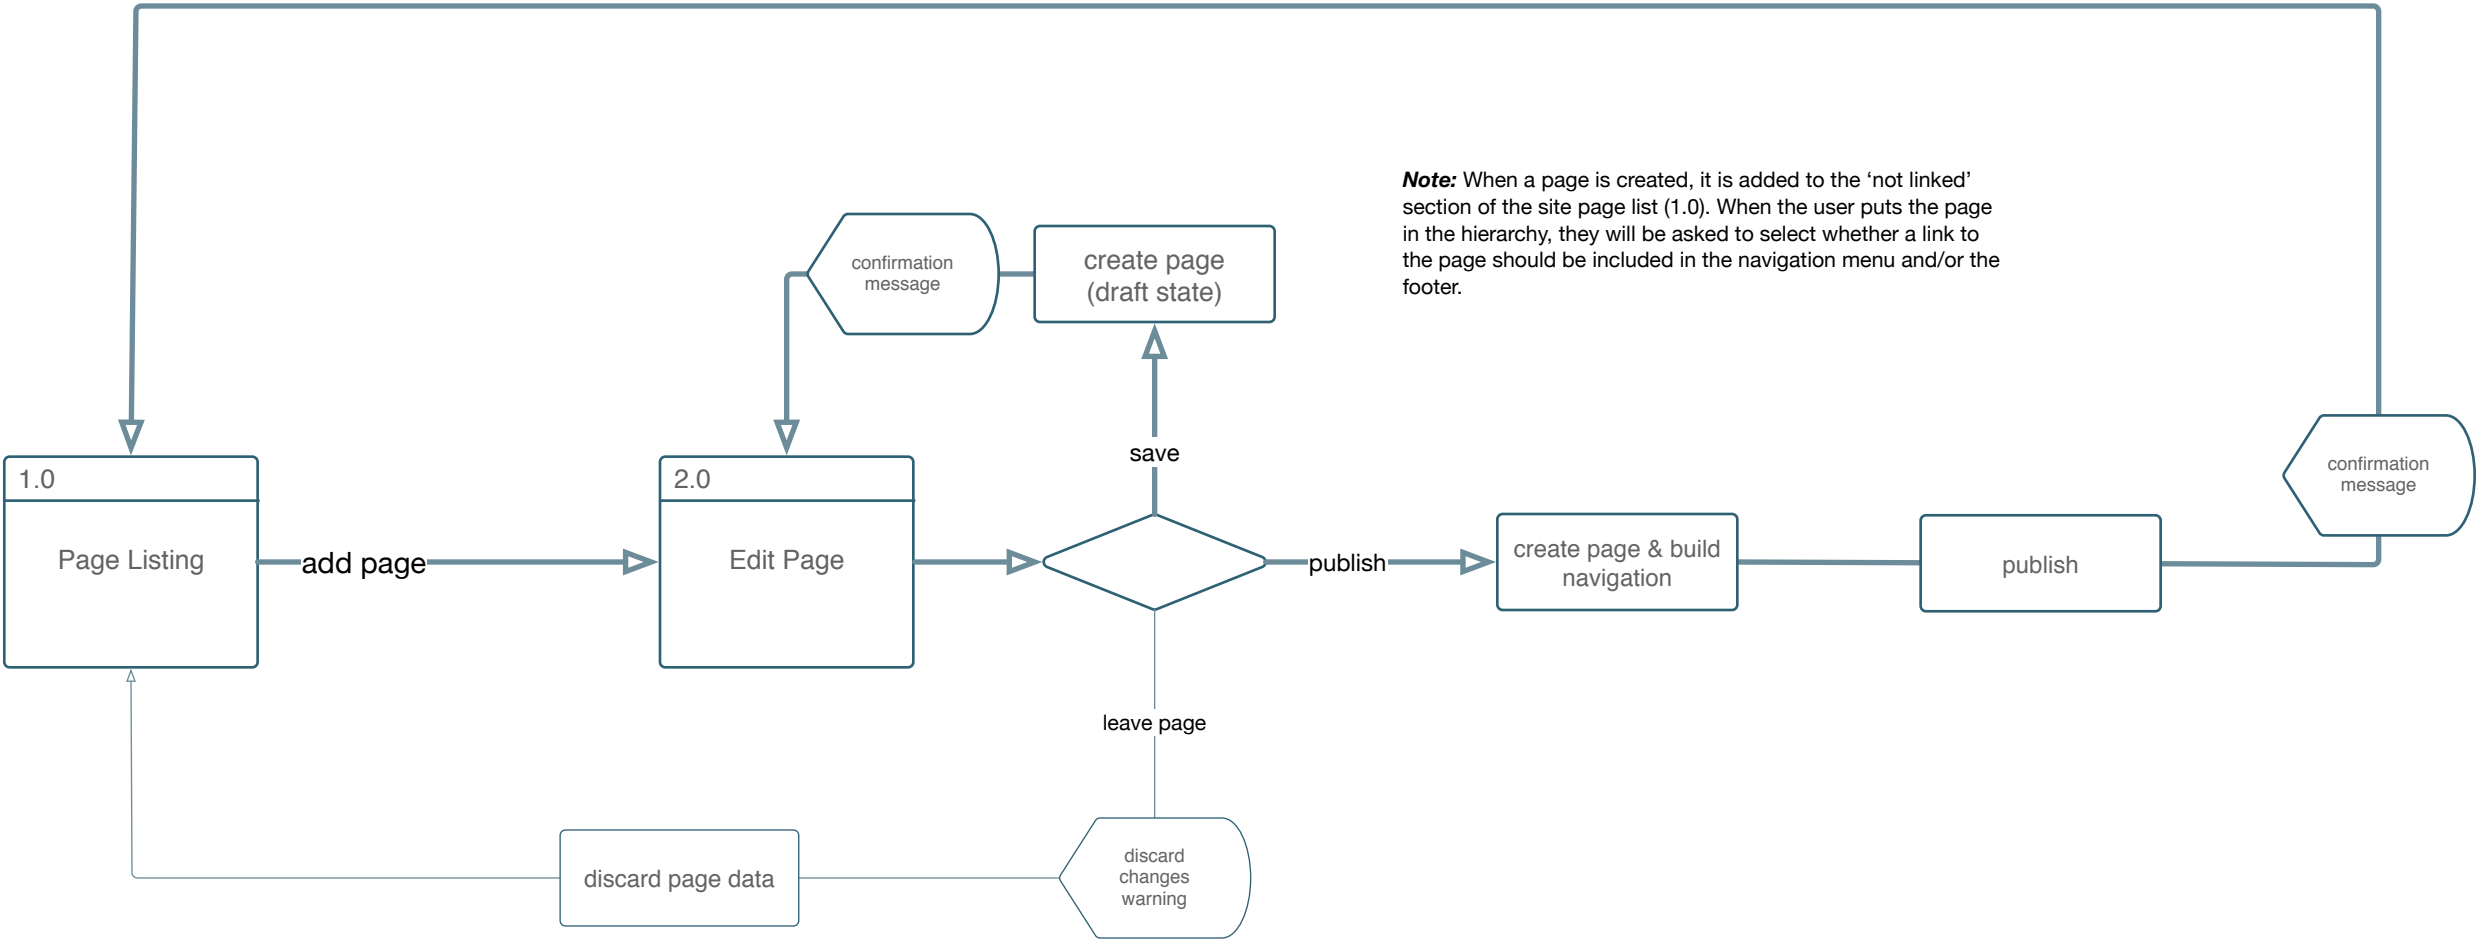 Note: When a page is created, it is added to the ‘not linked’
section of the site page list (1.0). When the user puts the page
in the hierarchy, they will be asked to select whether a link to
the page should be included in the navigation menu and/or the
footer.
confirmation
message
create page
(draft state)
save
1.0
Page Listing
add page
2.0
Edit Page
publish
create page & build
navigation
publish
confirmation
message
leave page
discard page data
discard
changes
warning